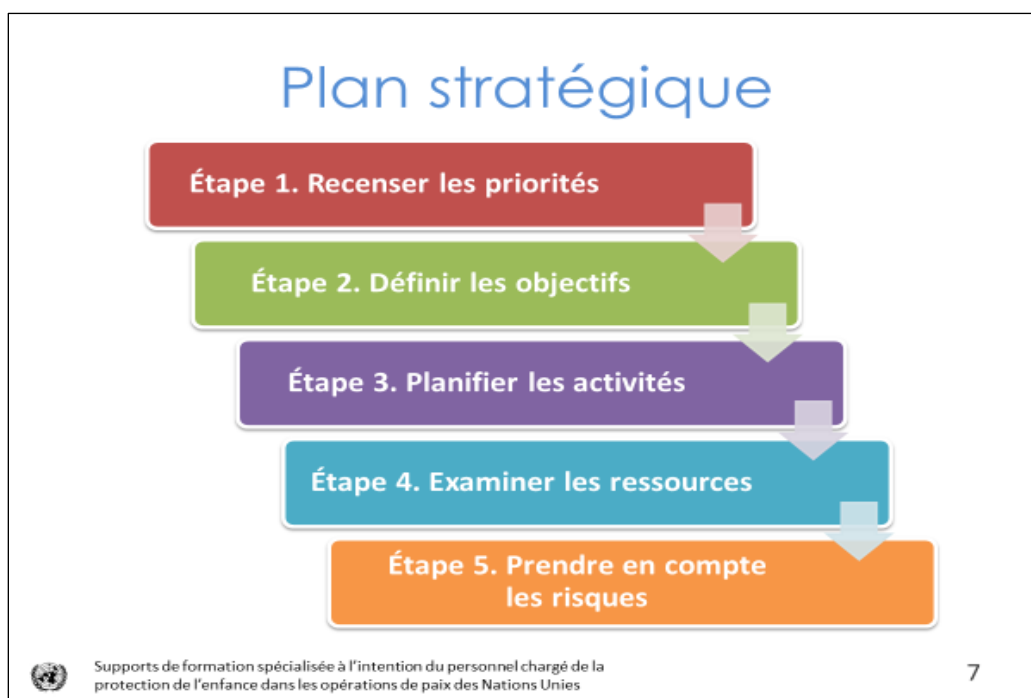 Plan stratégique
Étape 1. Recenser les priorités
Étape 2. Définir les objectifs
Étape 3. Planifier les activités
Étape 4. Examiner les ressources
Étape 5. Prendre en compte
les risques
Supports de formation spécialisée à l’intention du personnel chargé de la
protection de l’enfance dans les opérations de paix des Nations Unies
7